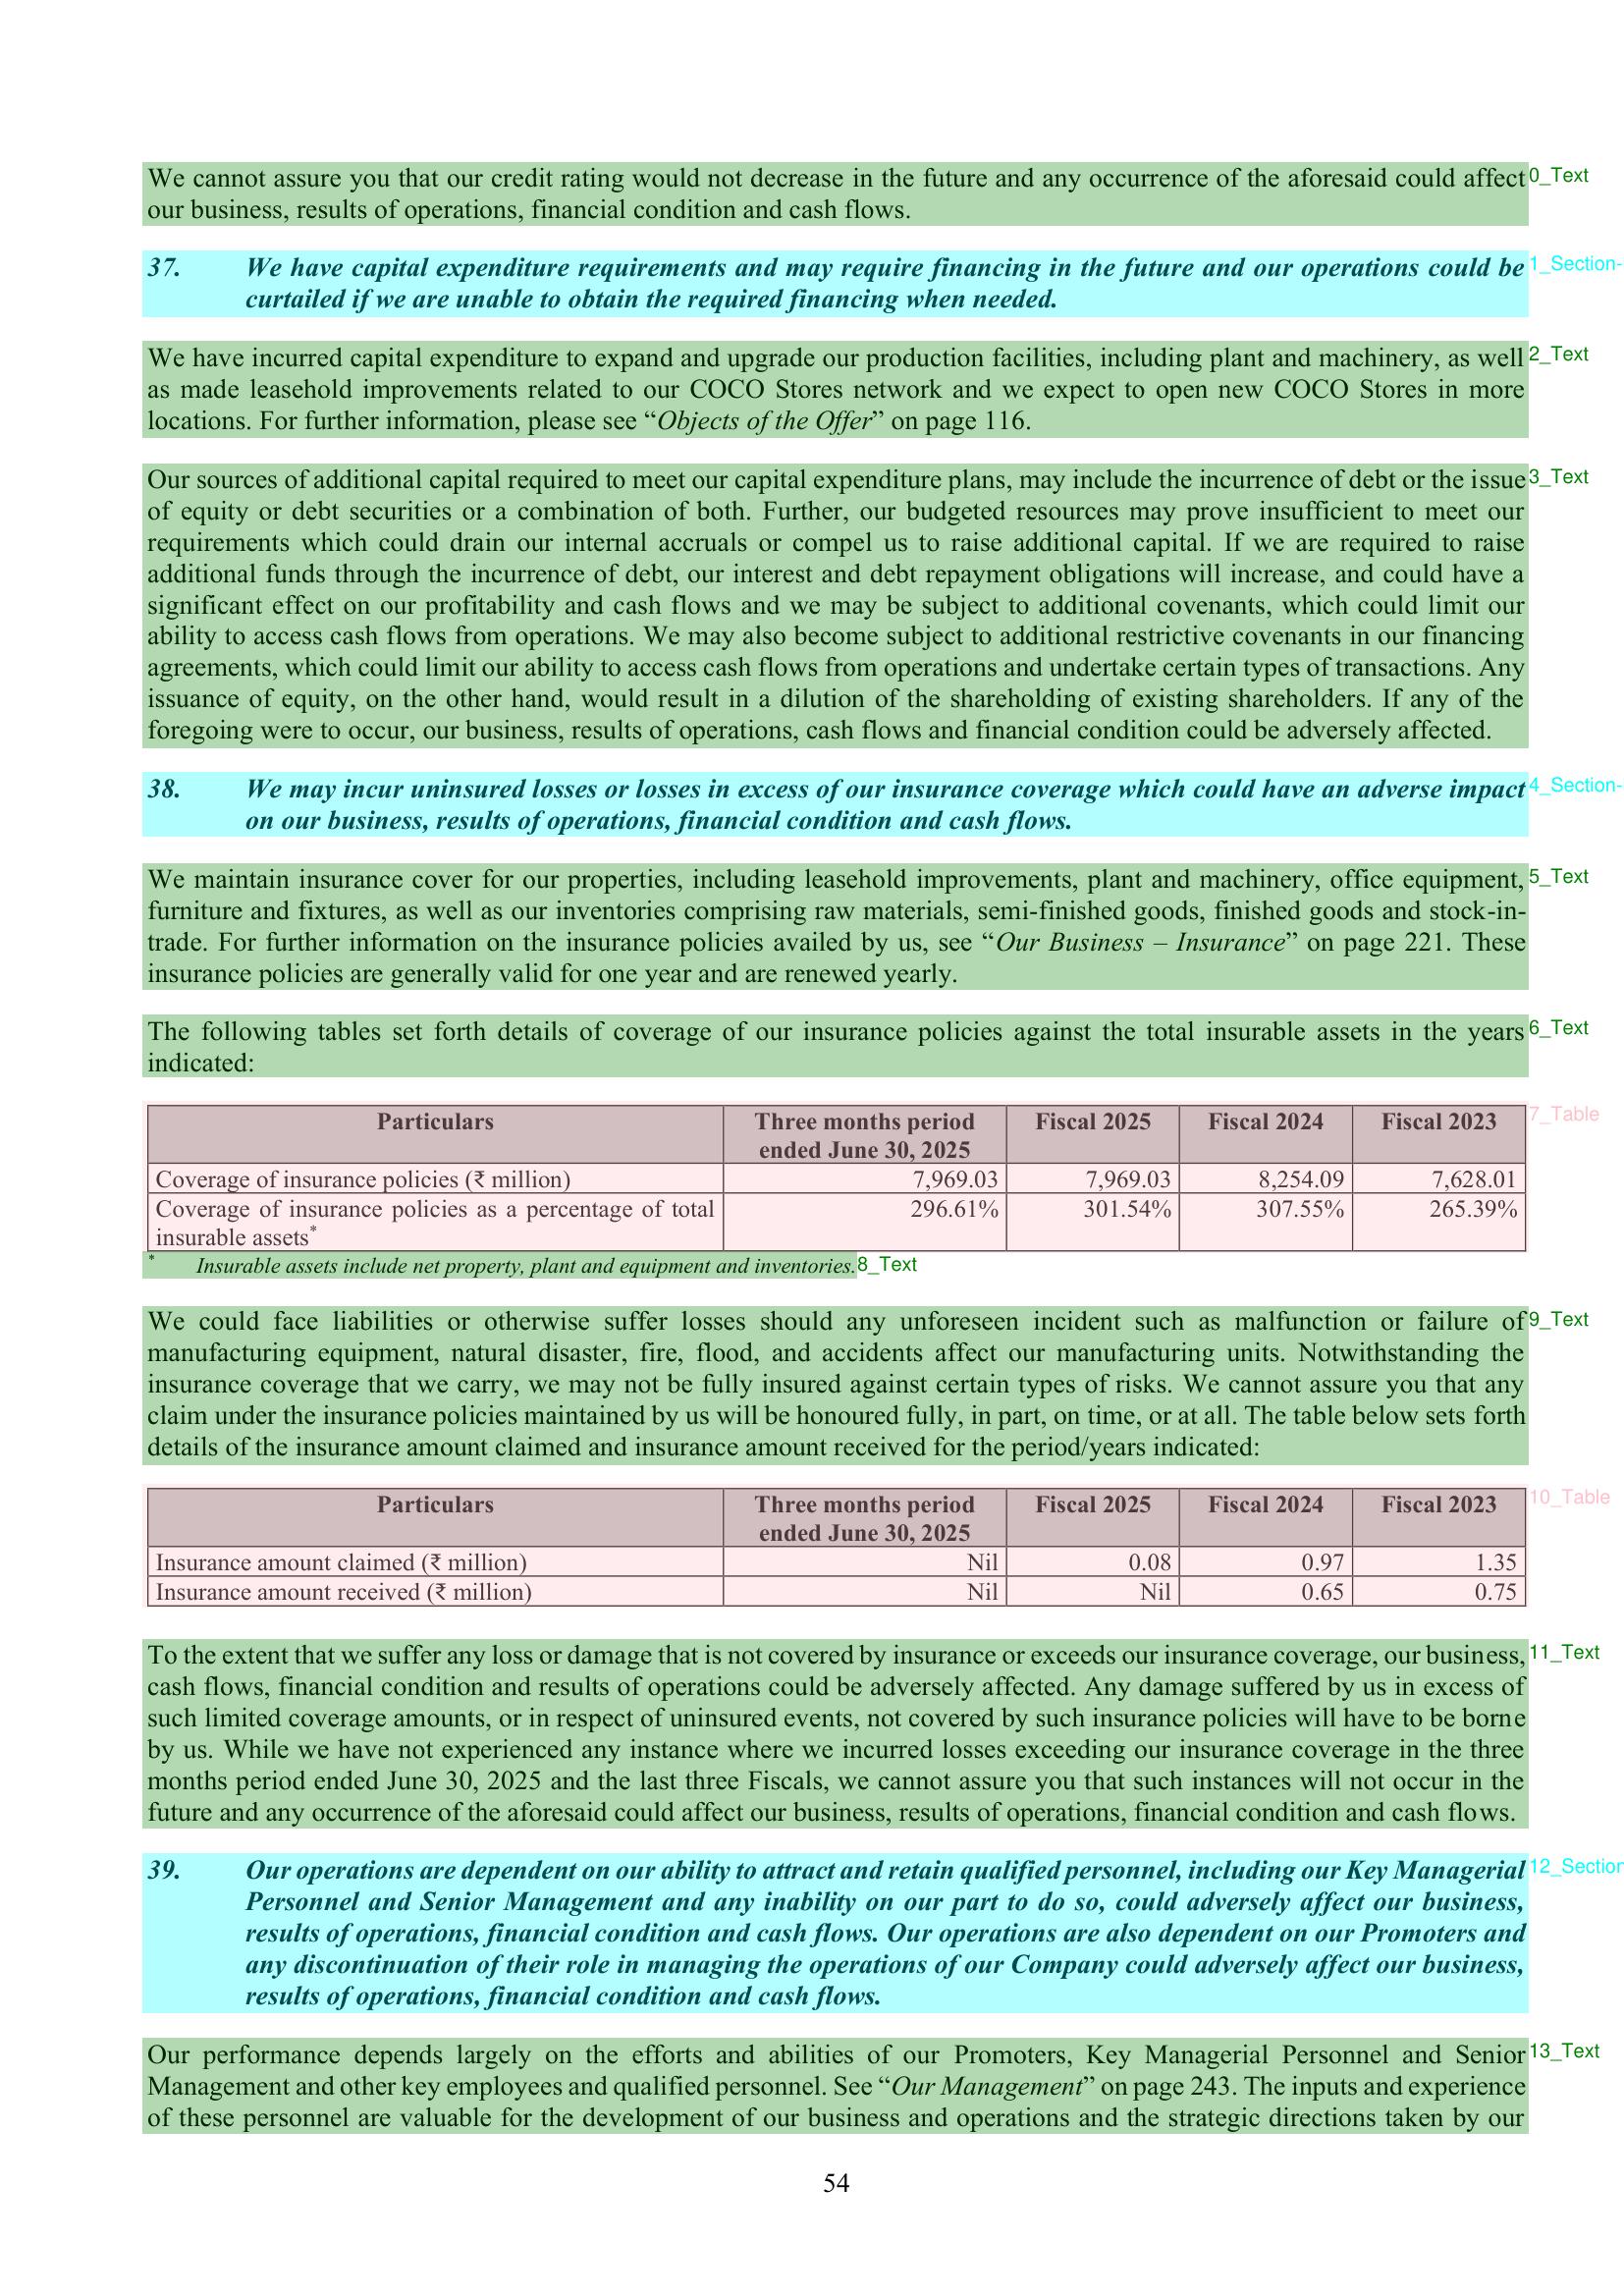 We cannot assure you that our credit rating would not decrease in the future and any occurrence of the aforesaid could affect
0_Text
our business, results of operations, financial condition and cash flows.
37. We have capital expenditure requirements and may require financing in the future and our operations could be
1_Section-
curtailed if we are unable to obtain the required financing when needed.
We have incurred capital expenditure to expand and upgrade our production facilities, including plant and machinery, as well
2_Text
as made leasehold improvements related to our COCO Stores network and we expect to open new COCO Stores in more
locations. For further information, please see “Objects of the Offer” on page 116.
Our sources of additional capital required to meet our capital expenditure plans, may include the incurrence of debt or the issue
3_Text
of equity or debt securities or a combination of both. Further, our budgeted resources may prove insufficient to meet our
requirements which could drain our internal accruals or compel us to raise additional capital. If we are required to raise
additional funds through the incurrence of debt, our interest and debt repayment obligations will increase, and could have a
significant effect on our profitability and cash flows and we may be subject to additional covenants, which could limit our
ability to access cash flows from operations. We may also become subject to additional restrictive covenants in our financing
agreements, which could limit our ability to access cash flows from operations and undertake certain types of transactions. Any
issuance of equity, on the other hand, would result in a dilution of the shareholding of existing shareholders. If any of the
foregoing were to occur, our business, results of operations, cash flows and financial condition could be adversely affected.
38. We may incur uninsured losses or losses in excess of our insurance coverage which could have an adverse impact
4_Section-
on our business, results of operations, financial condition and cash flows.
We maintain insurance cover for our properties, including leasehold improvements, plant and machinery, office equipment,
5_Text
furniture and fixtures, as well as our inventories comprising raw materials, semi-finished goods, finished goods and stock-in-
trade. For further information on the insurance policies availed by us, see “Our Business – Insurance” on page 221. These
insurance policies are generally valid for one year and are renewed yearly.
The following tables set forth details of coverage of our insurance policies against the total insurable assets in the years
6_Text
indicated:
Particulars Three months period ended June 30, 2025 Fiscal 2025 Fiscal 2024 Fiscal 2023
7_Table
Coverage of insurance policies (₹ million) 7,969.03 7,969.03 8,254.09 7,628.01
Coverage of insurance policies as a percentage of total insurable assets* 296.61% 301.54% 307.55% 265.39%
* Insurable assets include net property, plant and equipment and inventories.
8_Text
We could face liabilities or otherwise suffer losses should any unforeseen incident such as malfunction or failure of
9_Text
manufacturing equipment, natural disaster, fire, flood, and accidents affect our manufacturing units. Notwithstanding the
insurance coverage that we carry, we may not be fully insured against certain types of risks. We cannot assure you that any
claim under the insurance policies maintained by us will be honoured fully, in part, on time, or at all. The table below sets forth
details of the insurance amount claimed and insurance amount received for the period/years indicated:
Particulars Three months period ended June 30, 2025 Fiscal 2025 Fiscal 2024 Fiscal 2023
10_Table
Insurance amount claimed (₹ million) Nil 0.08 0.97 1.35
Insurance amount received (₹ million) Nil Nil 0.65 0.75
To the extent that we suffer any loss or damage that is not covered by insurance or exceeds our insurance coverage, our business,
11_Text
cash flows, financial condition and results of operations could be adversely affected. Any damage suffered by us in excess of
such limited coverage amounts, or in respect of uninsured events, not covered by such insurance policies will have to be borne
by us. While we have not experienced any instance where we incurred losses exceeding our insurance coverage in the three
months period ended June 30, 2025 and the last three Fiscals, we cannot assure you that such instances will not occur in the
future and any occurrence of the aforesaid could affect our business, results of operations, financial condition and cash flows.
39. Our operations are dependent on our ability to attract and retain qualified personnel, including our Key Managerial
12_Section
Personnel and Senior Management and any inability on our part to do so, could adversely affect our business,
results of operations, financial condition and cash flows. Our operations are also dependent on our Promoters and
any discontinuation of their role in managing the operations of our Company could adversely affect our business,
results of operations, financial condition and cash flows.
Our performance depends largely on the efforts and abilities of our Promoters, Key Managerial Personnel and Senior
13_Text
Management and other key employees and qualified personnel. See “Our Management” on page 243. The inputs and experience
of these personnel are valuable for the development of our business and operations and the strategic directions taken by our
54